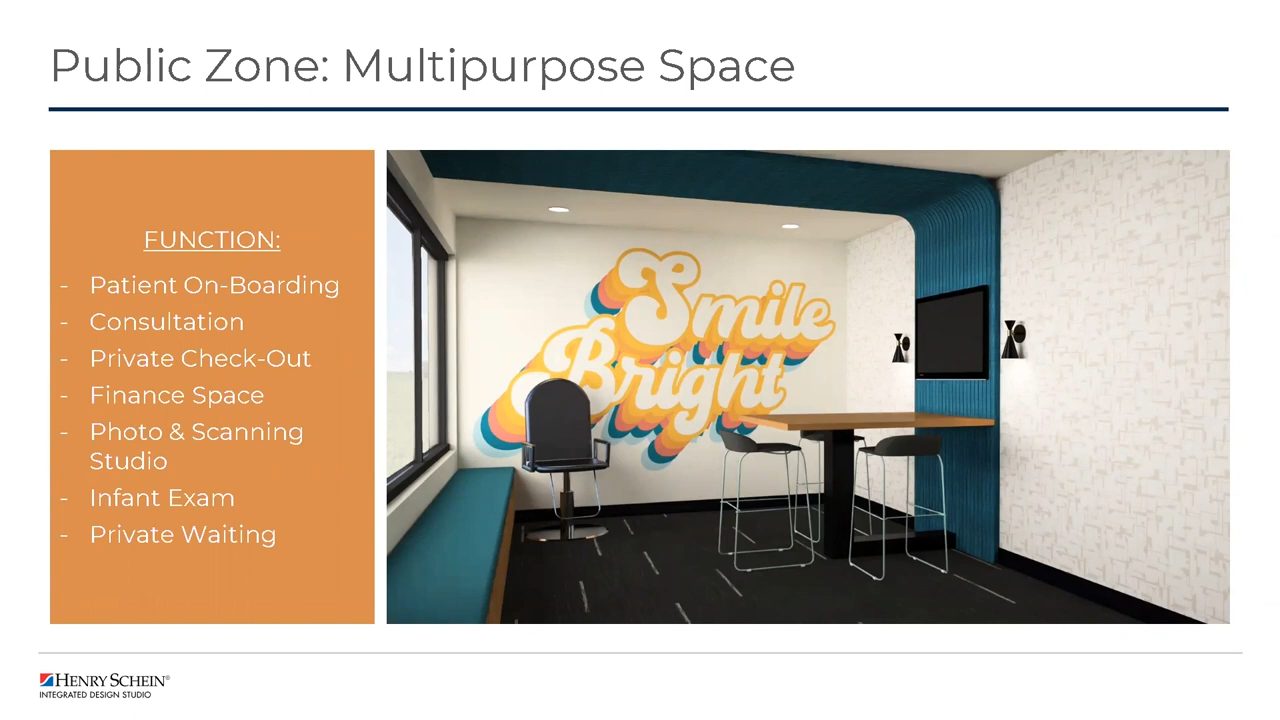 Public Zone: Multipurpose Space
FUNCTION:
- Patient On-Boarding
- Consultation
- Private Check-Out
- Finance Space
- Photo & Scanning
Studio
- Infant Exam
- Private Waiting
Smile
Bright
HENRY SCHEIN®
INTEGRATED DESIGN STUDIO